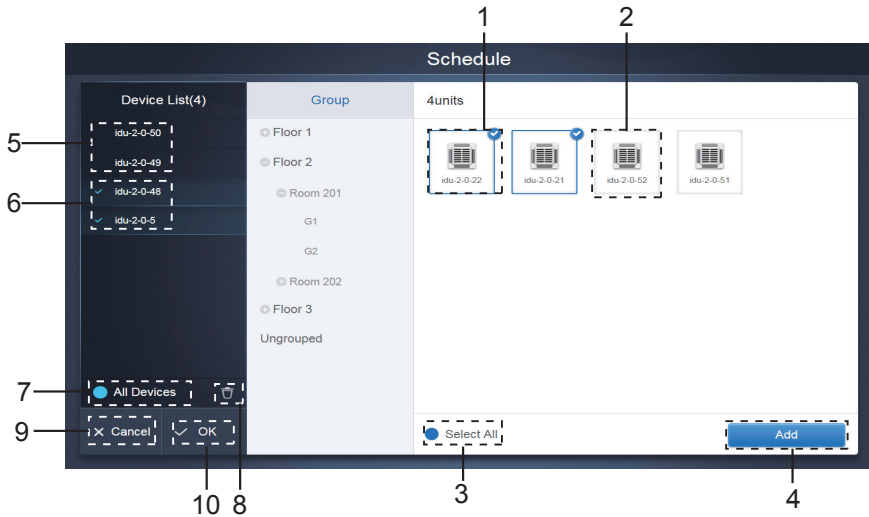 1 2
Schedule
Device List(4)
Group
4units
5
idu-2-0-50
idu-2-0-49
6
idu-2-0-48
idu-2-0-5
Floor 1
Floor 2
Room 201
G1
G2
Room 202
Floor 3
Ungrouped
idu-2-0-22
idu-2-0-21
idu-2-0-52
idu-2-0-51
7
All Devices
9
Cancel
OK
Select All
Add
10
8
3
4